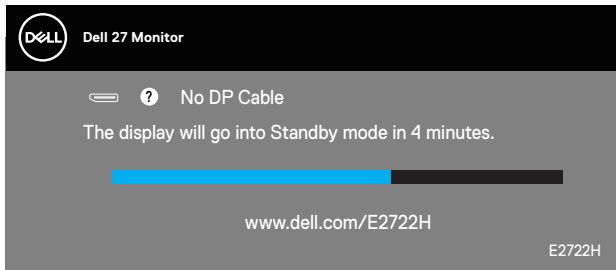 DELL
Dell 27 Monitor
? No DP Cable
The display will go into Standby mode in 4 minutes.
www.dell.com/E2722H
E2722H